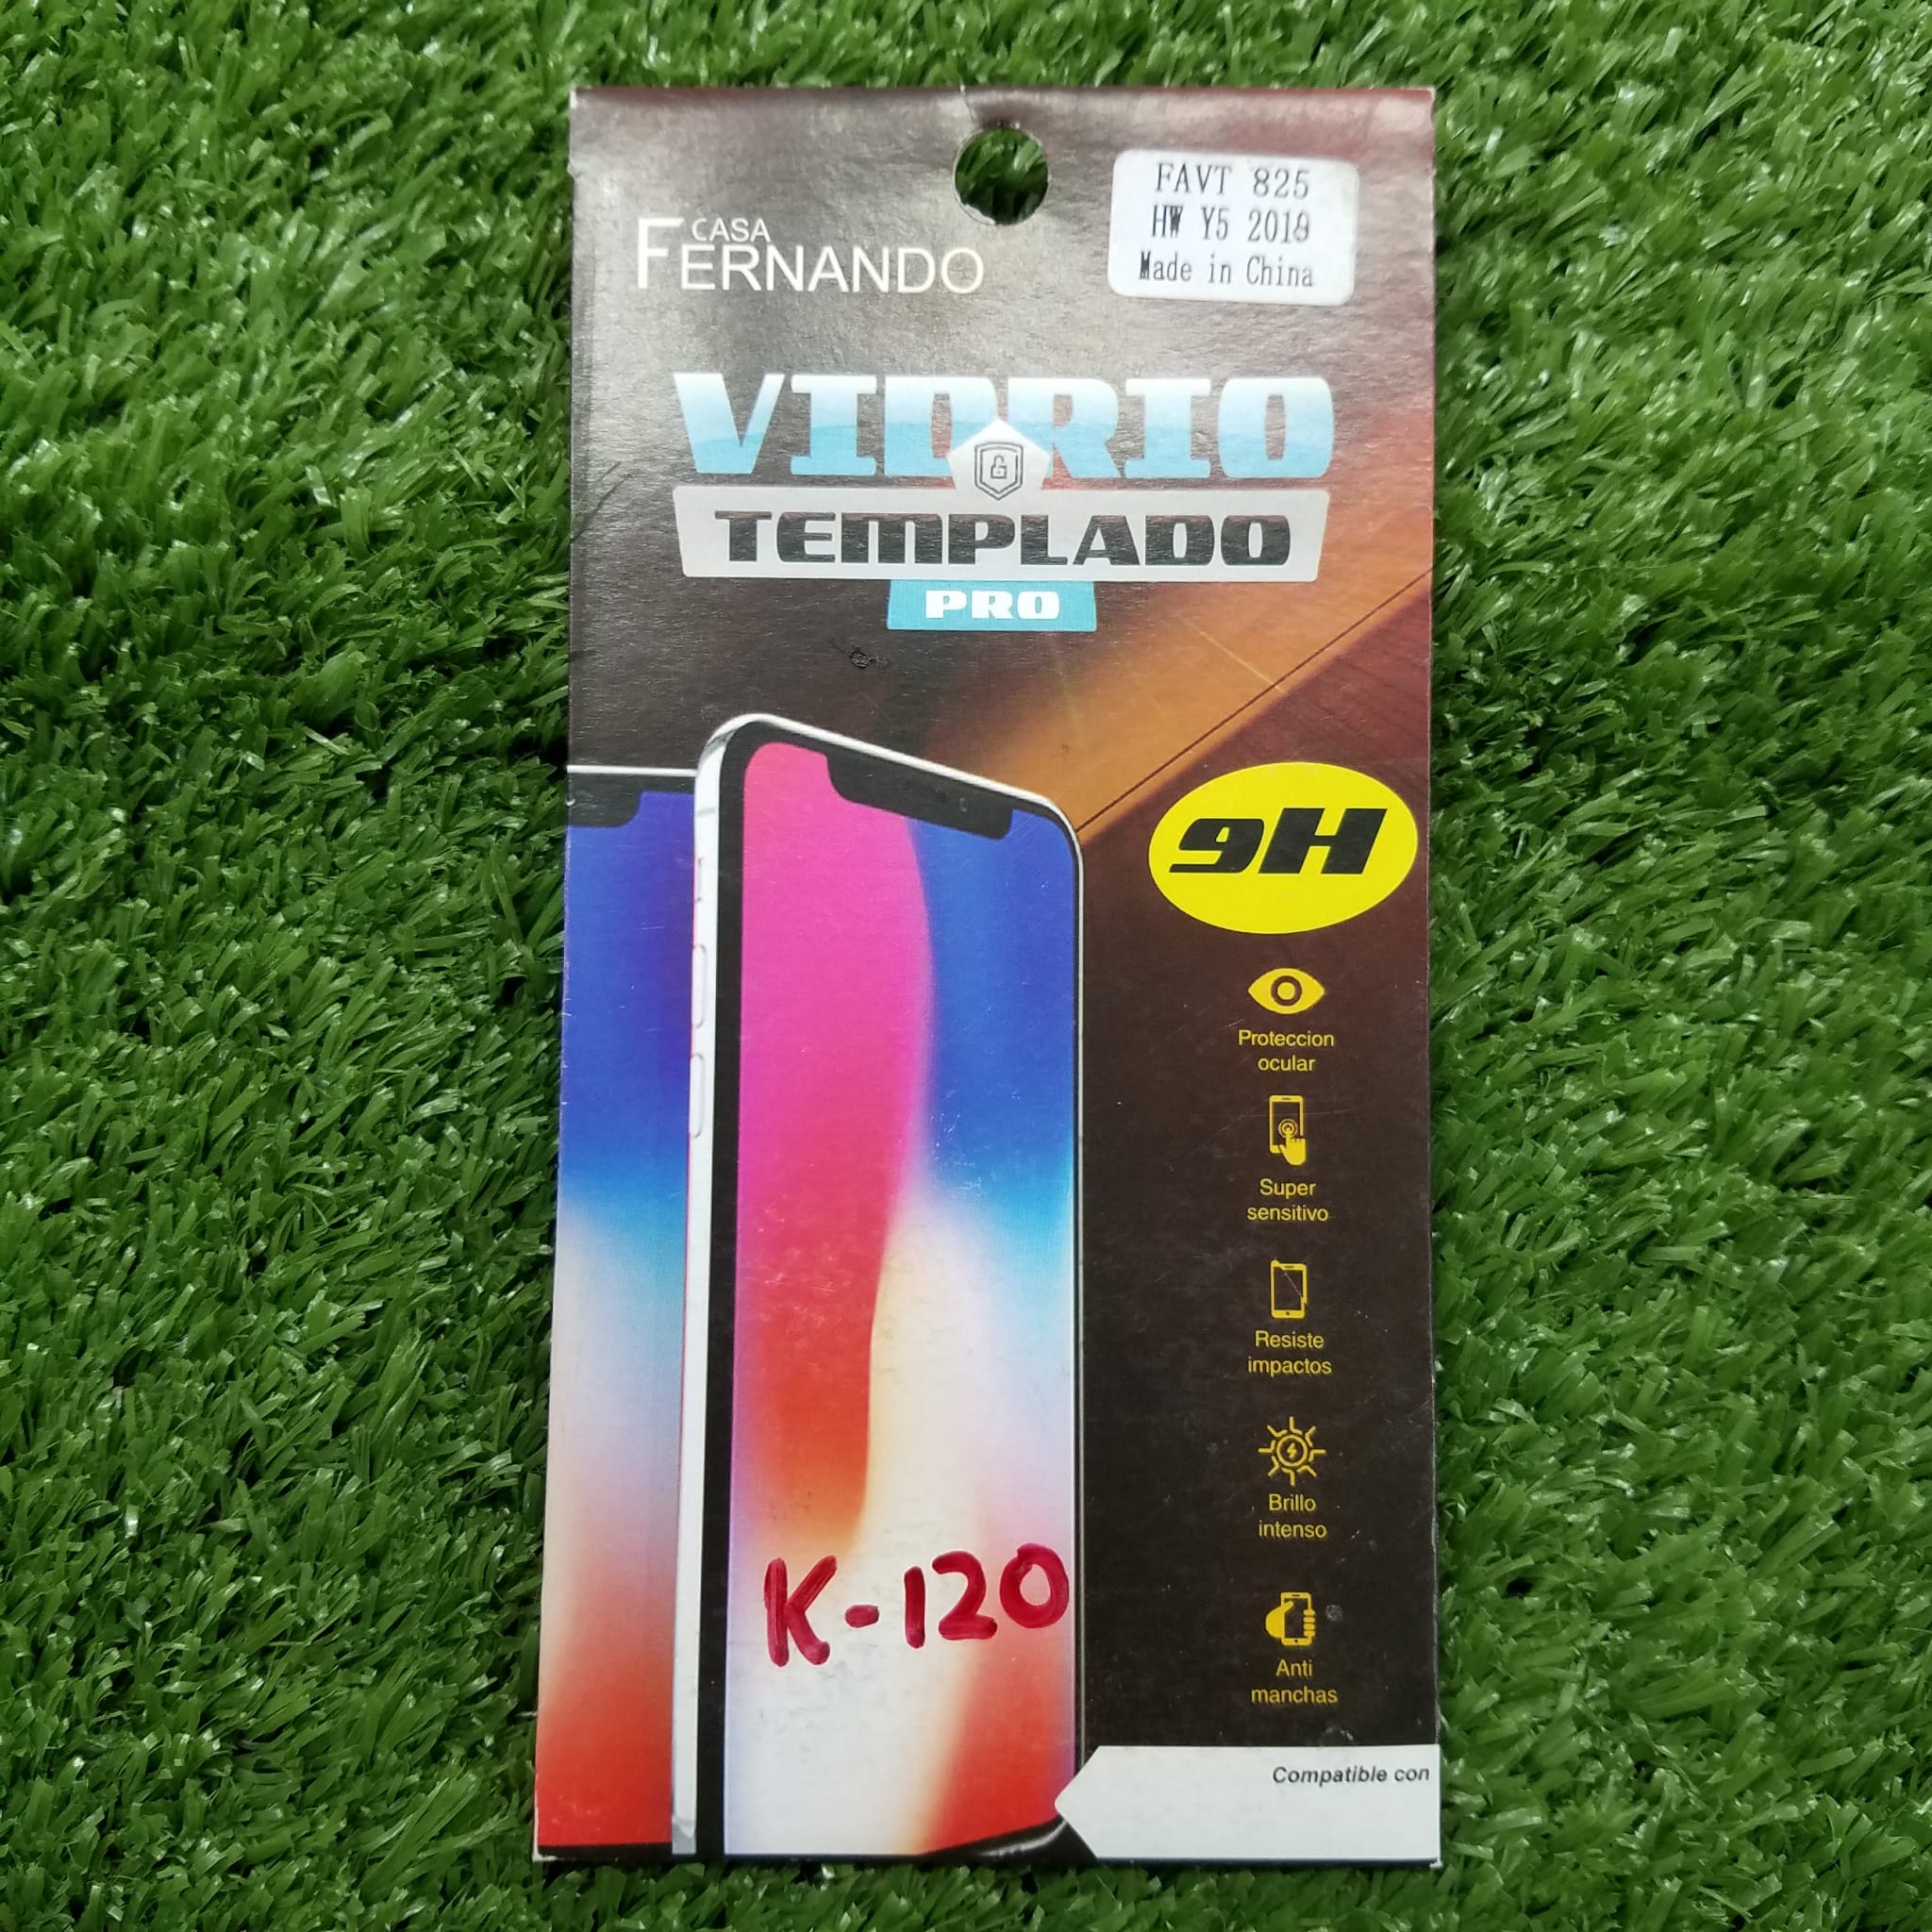 CASA
FERNANDO
FAVT 825
HW Y5 2019
Made in China
VIDRIO
TEMPLADO
PRO
9H
Proteccion
ocular
Super
sensitivo
Resiste
impactos
Brillo
intenso
Anti
manchas
K-120
Compatible con